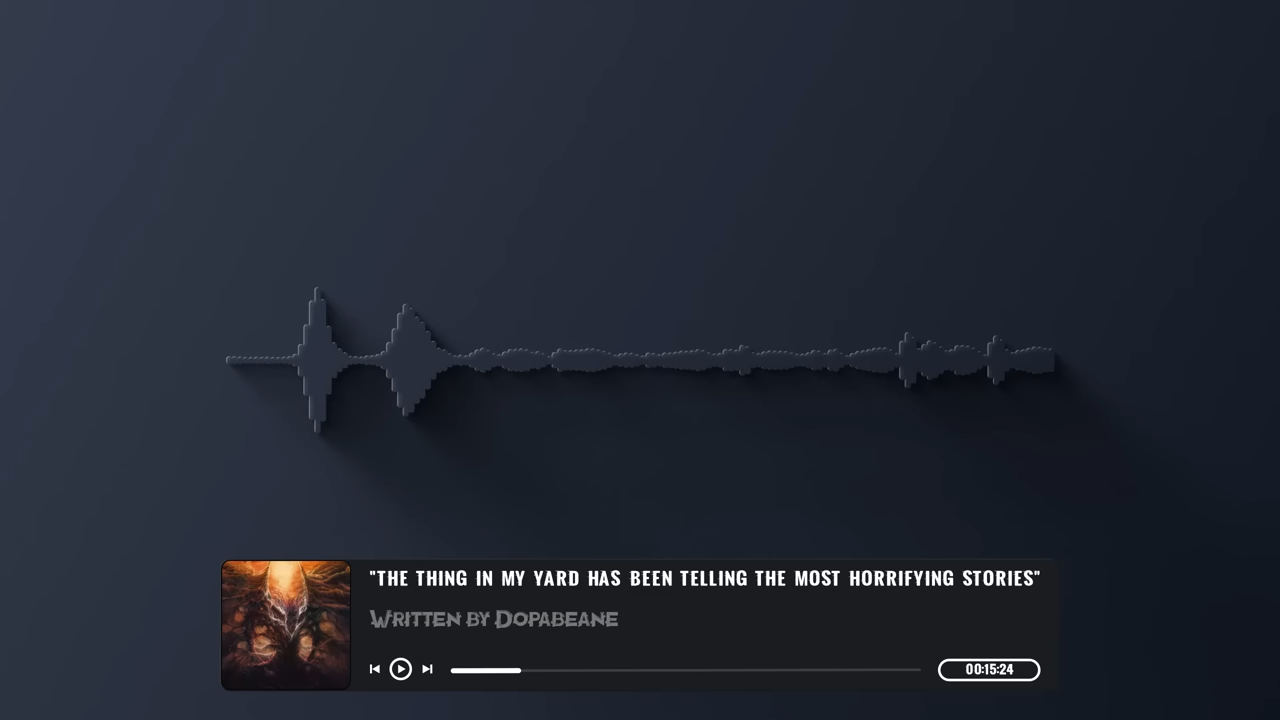 "THE THING IN MY YARD HAS BEEN TELLING THE MOST HORRIFYING STORIES"
WRITTEN BY DOPABEANE
00:15:24